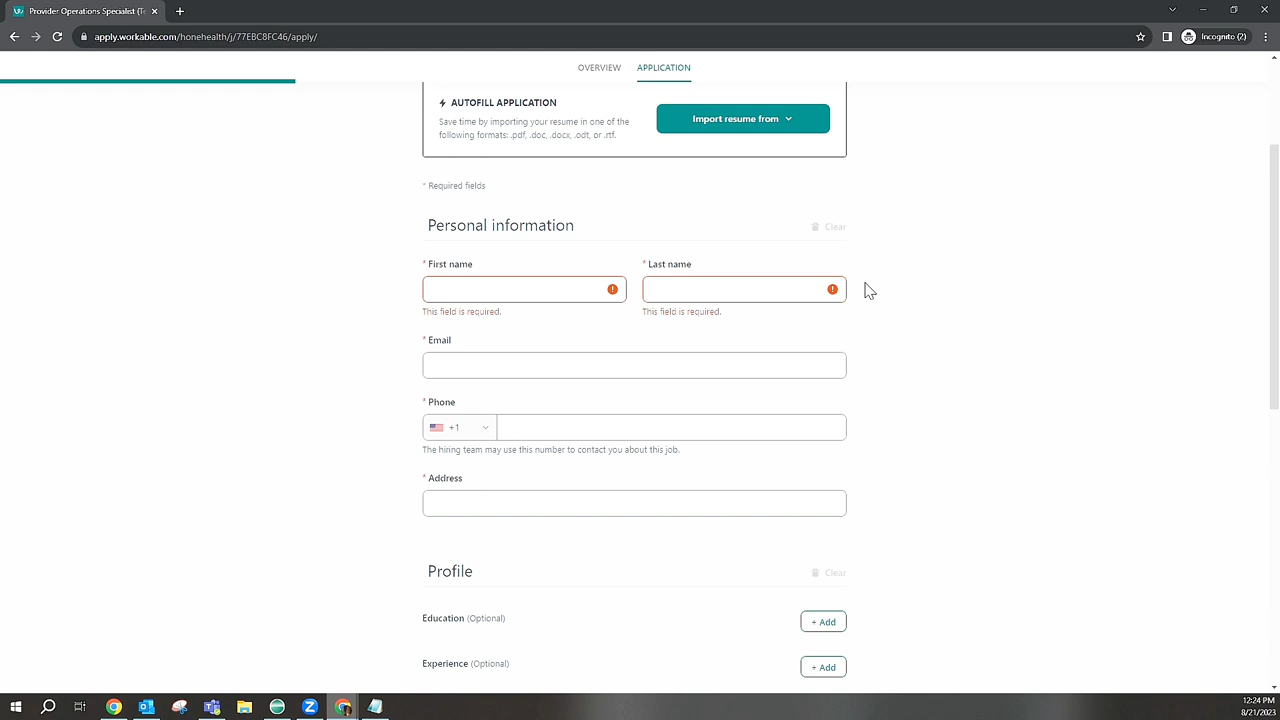 Provider Operations Specialist (Te
apply.workable.com/honehealth/j/77EBC8FC46/apply/
Incognito (2)
OVERVIEW
APPLICATION
AUTOFILL APPLICATION
Save time by importing your resume in one of the
following formats: .pdf, .doc, .docx, .odt, or .rtf.
Import resume from
* Required fields
Personal information
Clear
* First name
* Last name
This field is required.
This field is required.
* Email
* Phone
+1
The hiring team may use this number to contact you about this job.
* Address
Profile
Clear
Education (Optional)
+ Add
Experience (Optional)
+ Add
12:24 PM
8/21/2023